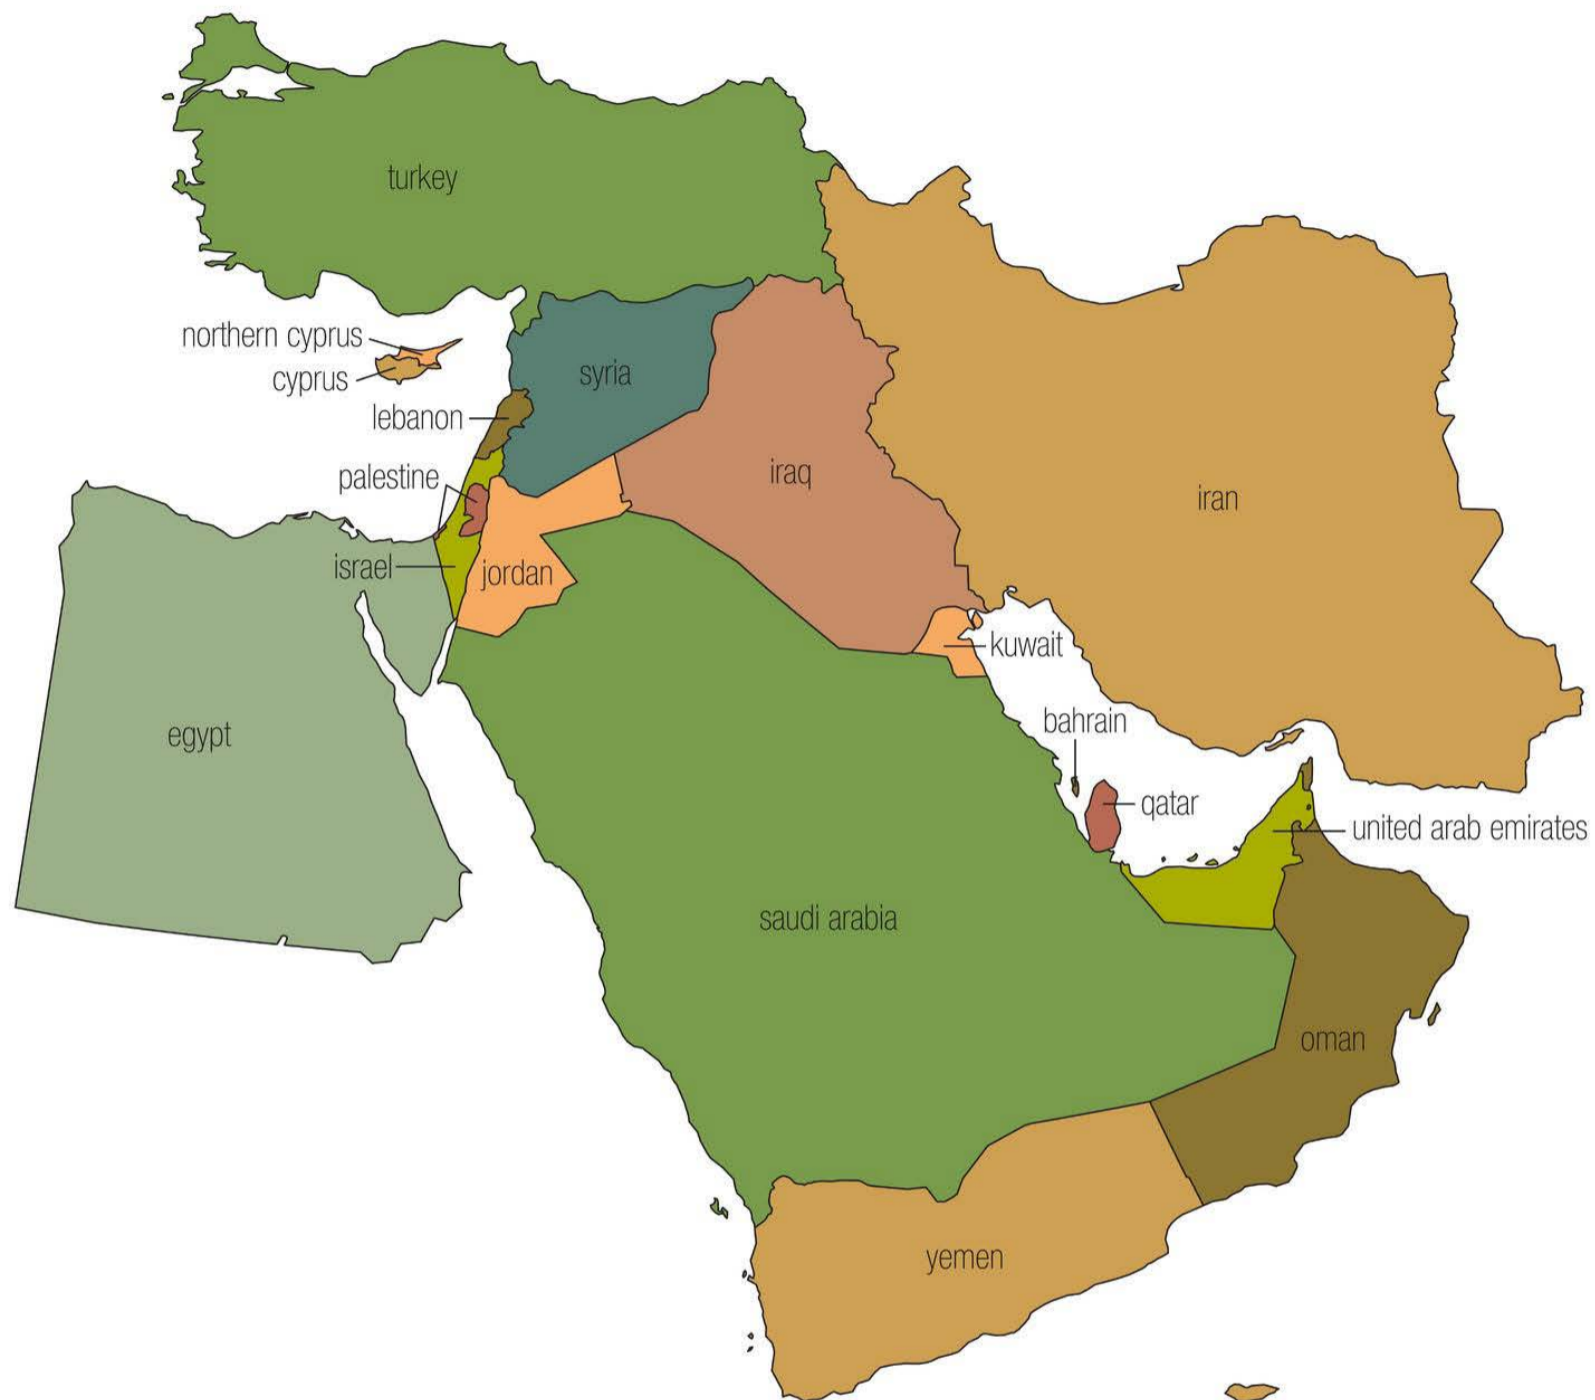 turkey
northern cyprus
cyprus
syria
lebanon
palestine
iraq
iran
israel
jordan
kuwait
bahrain
egypt
qatar
united arab emirates
saudi arabia
oman
yemen